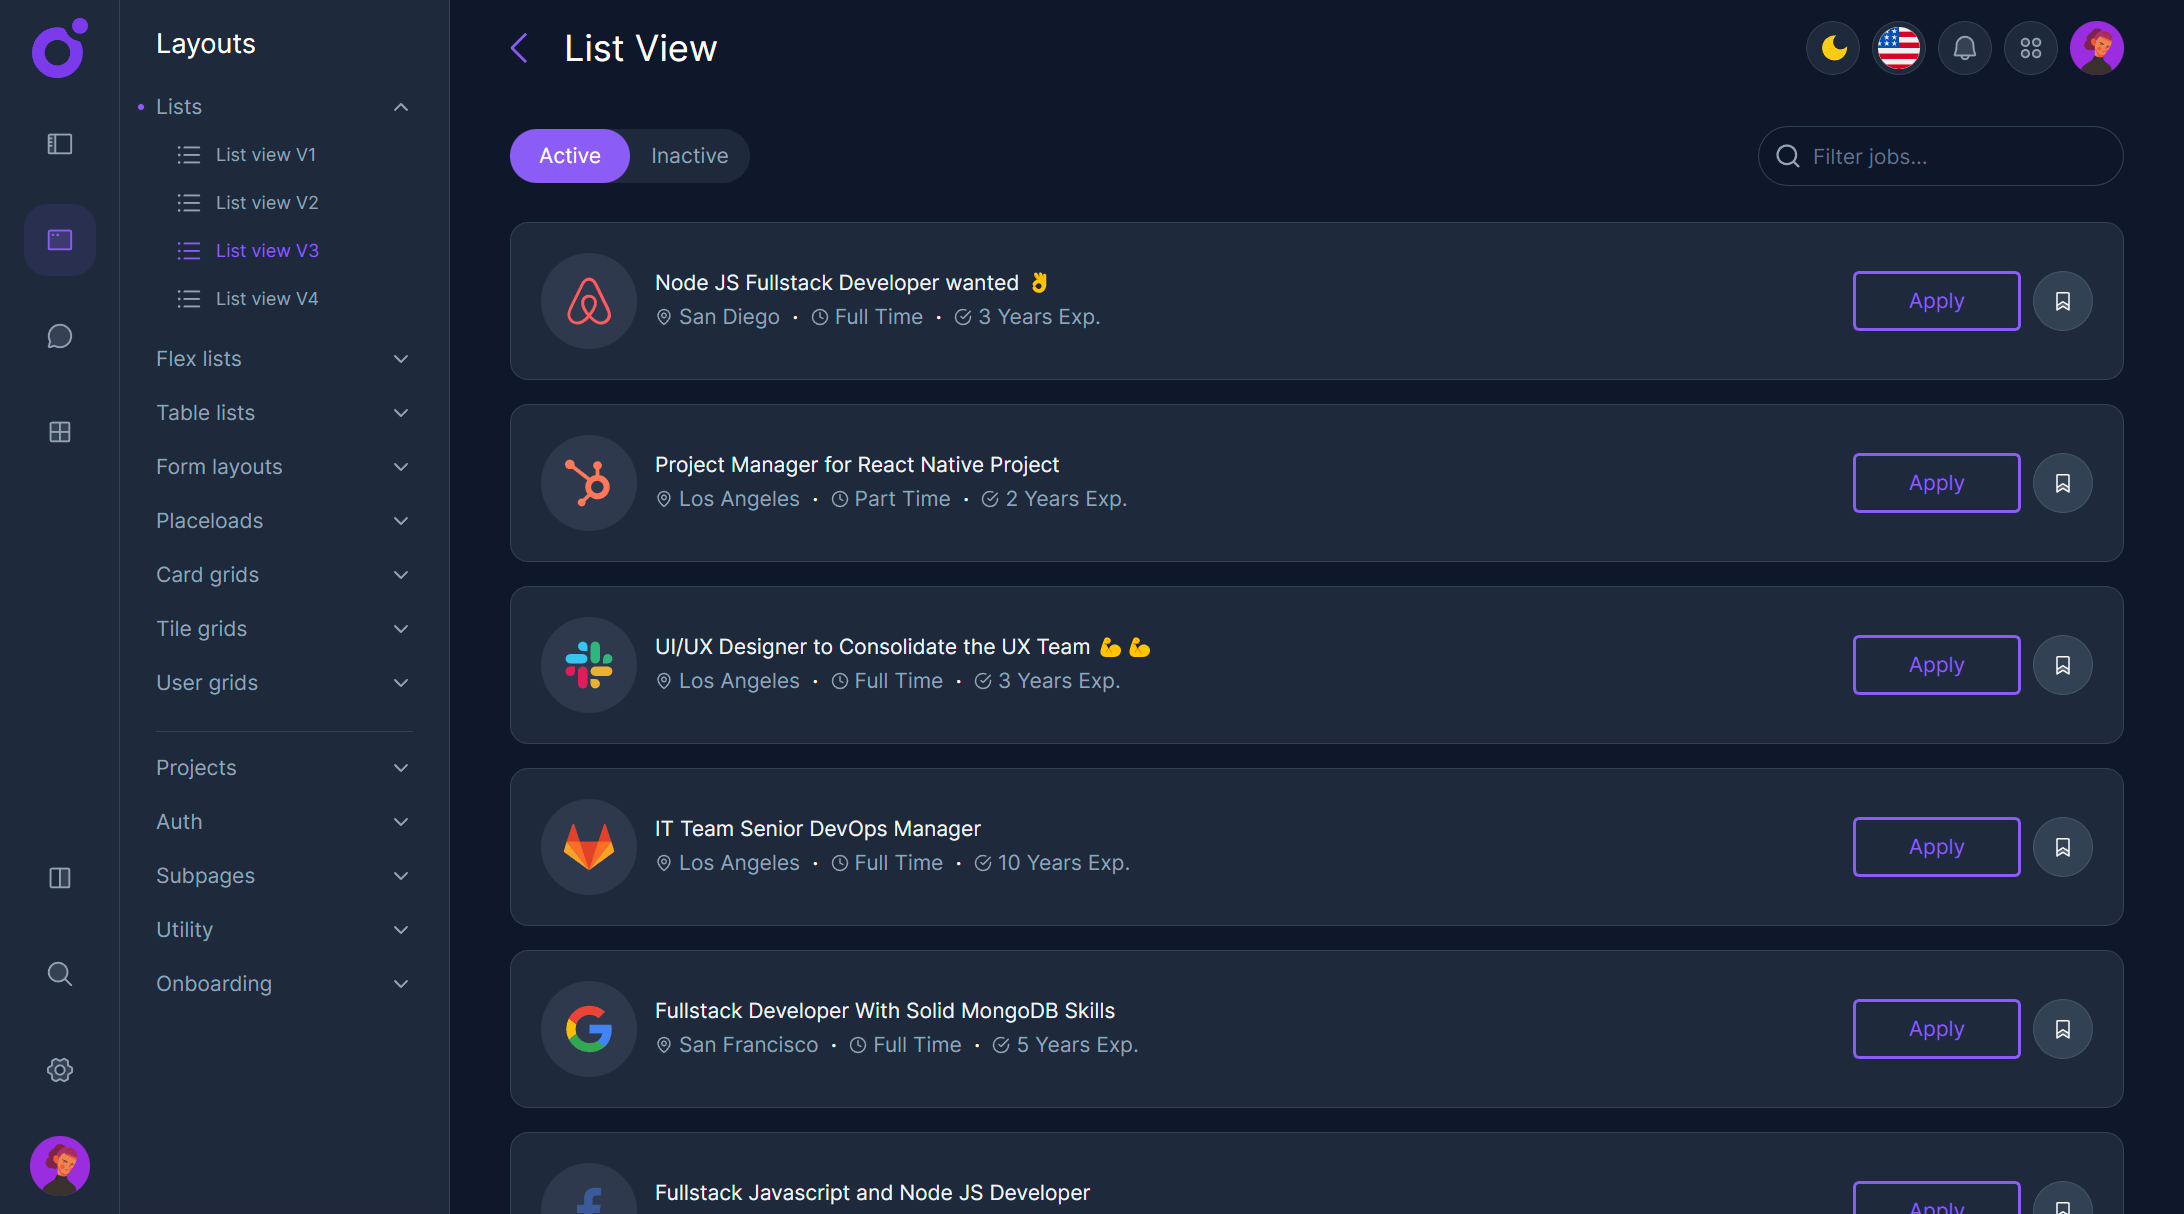 Layouts
Lists
List view V1
List view V2
List view V3
List view V4
Flex lists
Table lists
Form layouts
Placeloads
Card grids
Tile grids
User grids
Projects
Auth
Subpages
Utility
Onboarding
List View
Active
Inactive
Filter jobs...
Node JS Fullstack Developer wanted 👌
San Diego • Full Time • 3 Years Exp.
Apply
Project Manager for React Native Project
Los Angeles • Part Time • 2 Years Exp.
Apply
UI/UX Designer to Consolidate the UX Team 💪 💪
Los Angeles • Full Time • 3 Years Exp.
Apply
IT Team Senior DevOps Manager
Los Angeles • Full Time • 10 Years Exp.
Apply
Fullstack Developer With Solid MongoDB Skills
San Francisco • Full Time • 5 Years Exp.
Apply
Fullstack Javascript and Node JS Developer
Apply